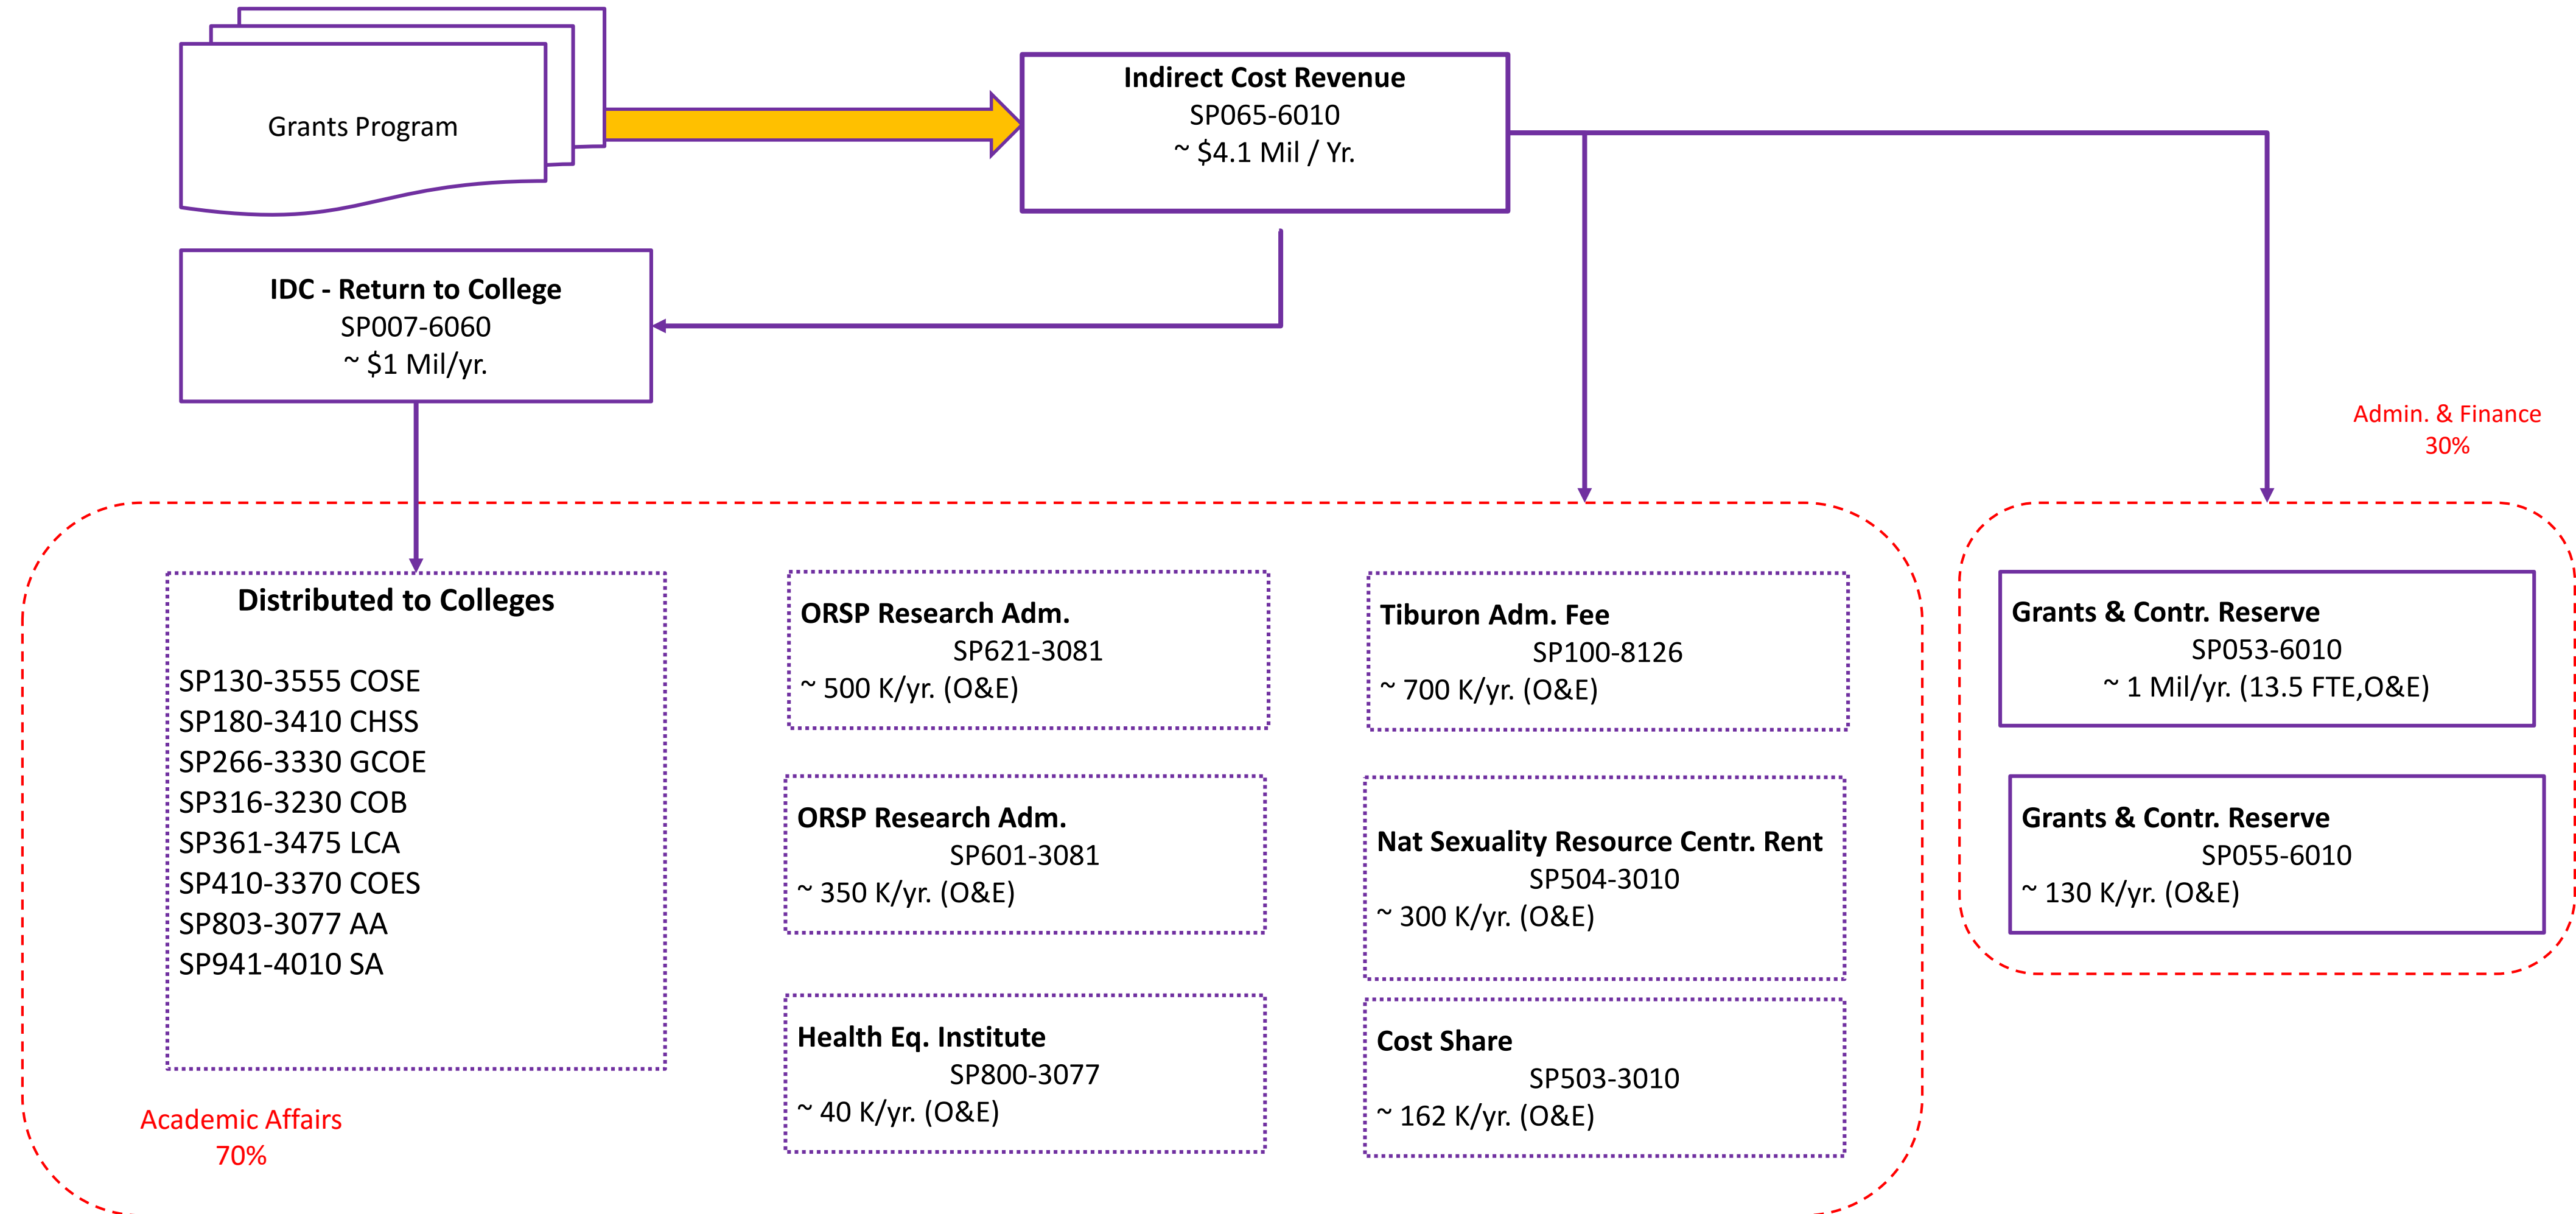 Grants Program
Indirect Cost Revenue
SP065-6010
~ $4.1 Mil / Yr.
IDC - Return to College
SP007-6060
~ $1 Mil/yr.
Admin. & Finance
30%
Distributed to Colleges
SP130-3555 COSE
SP180-3410 CHSS
SP266-3330 GCOE
SP316-3230 COB
SP361-3475 LCA
SP410-3370 COES
SP803-3077 AA
SP941-4010 SA
Academic Affairs
70%
ORSP Research Adm.
SP621-3081
~ 500 K/yr. (O&E)
ORSP Research Adm.
SP601-3081
~ 350 K/yr. (O&E)
Health Eq. Institute
SP800-3077
~ 40 K/yr. (O&E)
Tiburon Adm. Fee
SP100-8126
~ 700 K/yr. (O&E)
Nat Sexuality Resource Centr. Rent
SP504-3010
~ 300 K/yr. (O&E)
Cost Share
SP503-3010
~ 162 K/yr. (O&E)
Grants & Contr. Reserve
SP053-6010
~ 1 Mil/yr. (13.5 FTE,O&E)
Grants & Contr. Reserve
SP055-6010
~ 130 K/yr. (O&E)